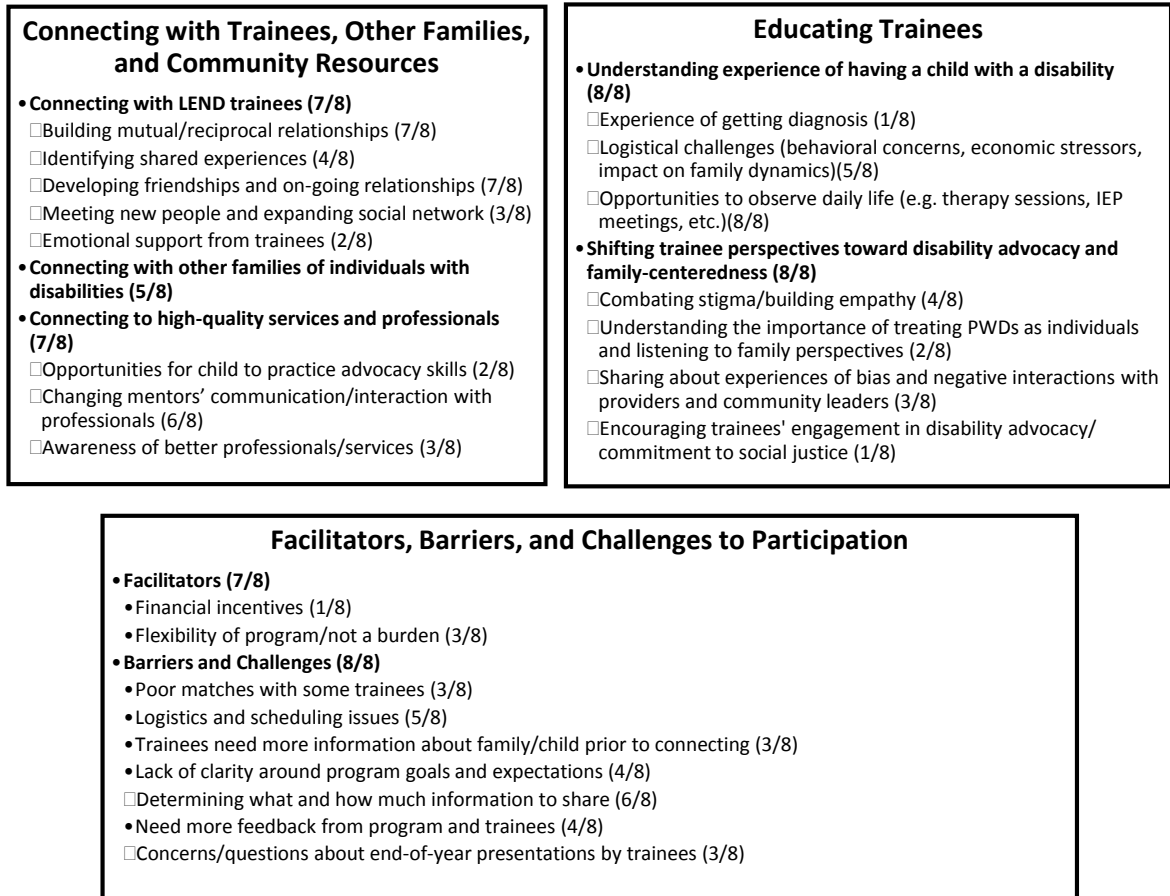 Connecting with Trainees, Other Families,
and Community Resources
•Connecting with LEND trainees (7/8)
□Building mutual/reciprocal relationships (7/8)
□Identifying shared experiences (4/8)
□Developing friendships and on-going relationships (7/8)
□Meeting new people and expanding social network (3/8)
□Emotional support from trainees (2/8)
•Connecting with other families of individuals with
disabilities (5/8)
•Connecting to high-quality services and professionals
(7/8)
□Opportunities for child to practice advocacy skills (2/8)
□Changing mentors' communication/interaction with
professionals (6/8)
□Awareness of better professionals/services (3/8)
Educating Trainees
•Understanding experience of having a child with a disability
(8/8)
□Experience of getting diagnosis (1/8)
□Logistical challenges (behavioral concerns, economic stressors,
impact on family dynamics)(5/8)
□Opportunities to observe daily life (e.g. therapy sessions, IEP
meetings, etc.)(8/8)
•Shifting trainee perspectives toward disability advocacy and
family-centeredness (8/8)
□Combating stigma/building empathy (4/8)
□Understanding the importance of treating PWDs as individuals
and listening to family perspectives (2/8)
□Sharing about experiences of bias and negative interactions with
providers and community leaders (3/8)
□Encouraging trainees' engagement in disability advocacy/
commitment to social justice (1/8)
Facilitators, Barriers, and Challenges to Participation
•Facilitators (7/8)
•Financial incentives (1/8)
•Flexibility of program/not a burden (3/8)
•Barriers and Challenges (8/8)
•Poor matches with some trainees (3/8)
•Logistics and scheduling issues (5/8)
•Trainees need more information about family/child prior to connecting (3/8)
•Lack of clarity around program goals and expectations (4/8)
□Determining what and how much information to share (6/8)
•Need more feedback from program and trainees (4/8)
□Concerns/questions about end-of-year presentations by trainees (3/8)